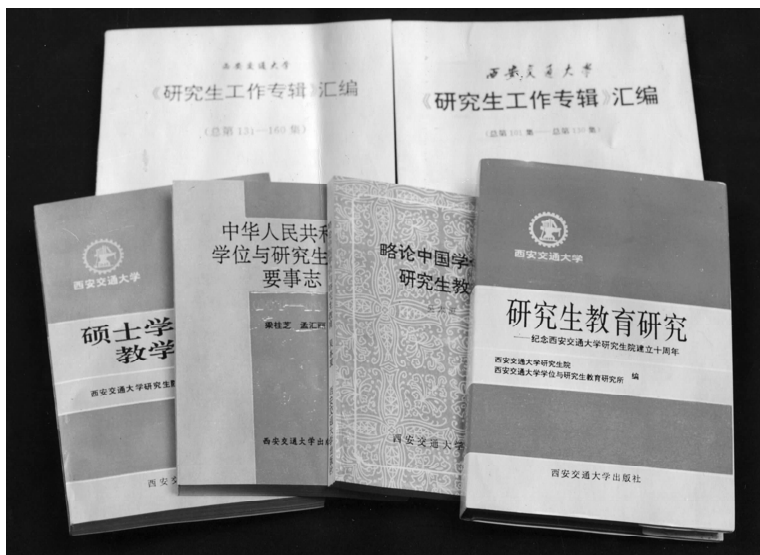 西安交通大学
《研究生工作专辑》汇编
（总第131—160集）
西安交通大学
《研究生工作专辑》汇编
西安交通大学
硕士学
教学
西安交通大学研究生
西安交
中华人民共和
学位与研究生
要事志
梁桂芝 孟汇
西安交通大学出
略论中国学
研究生教
西安交通大学
西安交通大学
研究生教育研究
——纪念西安交通大学研究生院建立十周年
西安交通大学研究生院
西安交通大学学位与研究生教育研究所 编
西安交通大学出版社